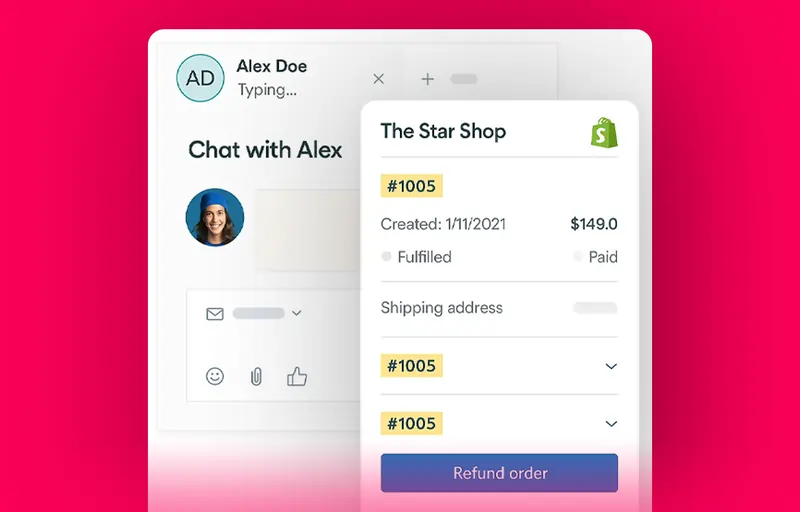 AD
Alex Doe
Typing...
Chat with Alex
The Star Shop
#1005
Created: 1/11/2021 $149.0
Fulfilled Paid
Shipping address
#1005
#1005
Refund order